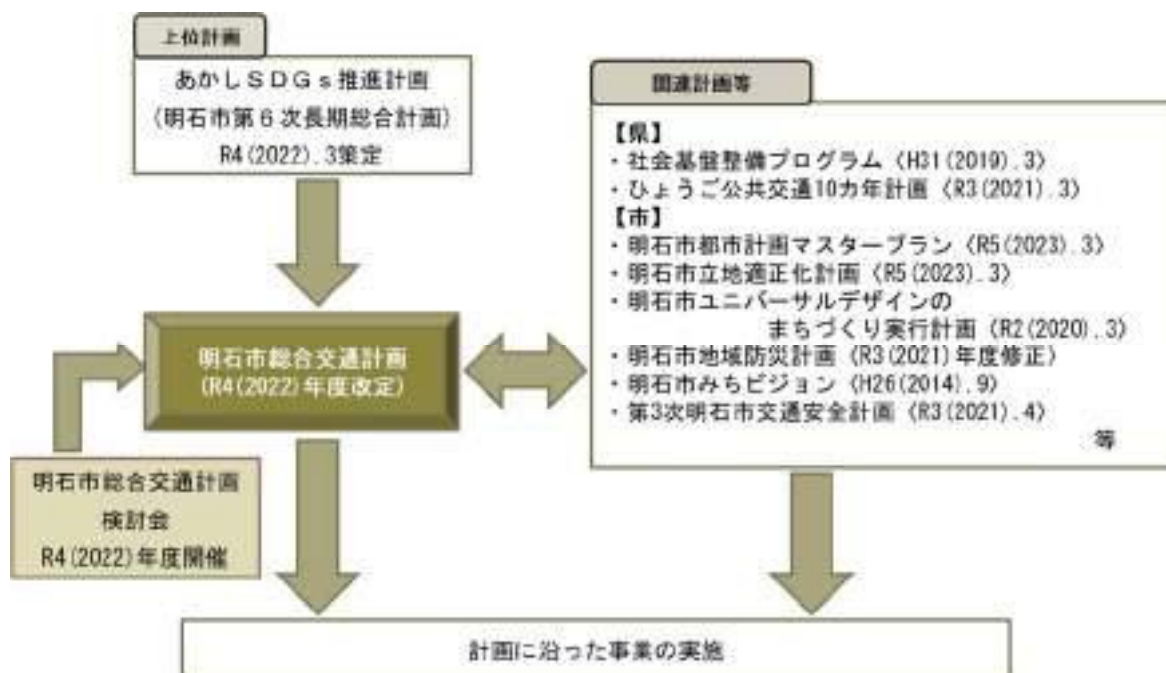 上位計画
あかしＳＤＧｓ推進計画
(明石市第６次長期総合計画)
R4(2022).3策定
関連計画等
【県】
・社会基盤整備プログラム（H31(2019).3）
・ひょうご公共交通10カ年計画（R3(2021).3）
【市】
・明石市都市計画マスタープラン（R5(2023).3）
・明石市立地適正化計画（R5(2023).3）
・明石市ユニバーサルデザインの
まちづくり実行計画（R2(2020).3）
・明石市地域防災計画（R3(2021)年度修正）
・明石市みちビジョン（H26(2014).9）
・第3次明石市交通安全計画（R3(2021).4）
等
明石市総合交通計画
(R4(2022)年度改定)
明石市総合交通計画
検討会
R4(2022)年度開催
計画に沿った事業の実施